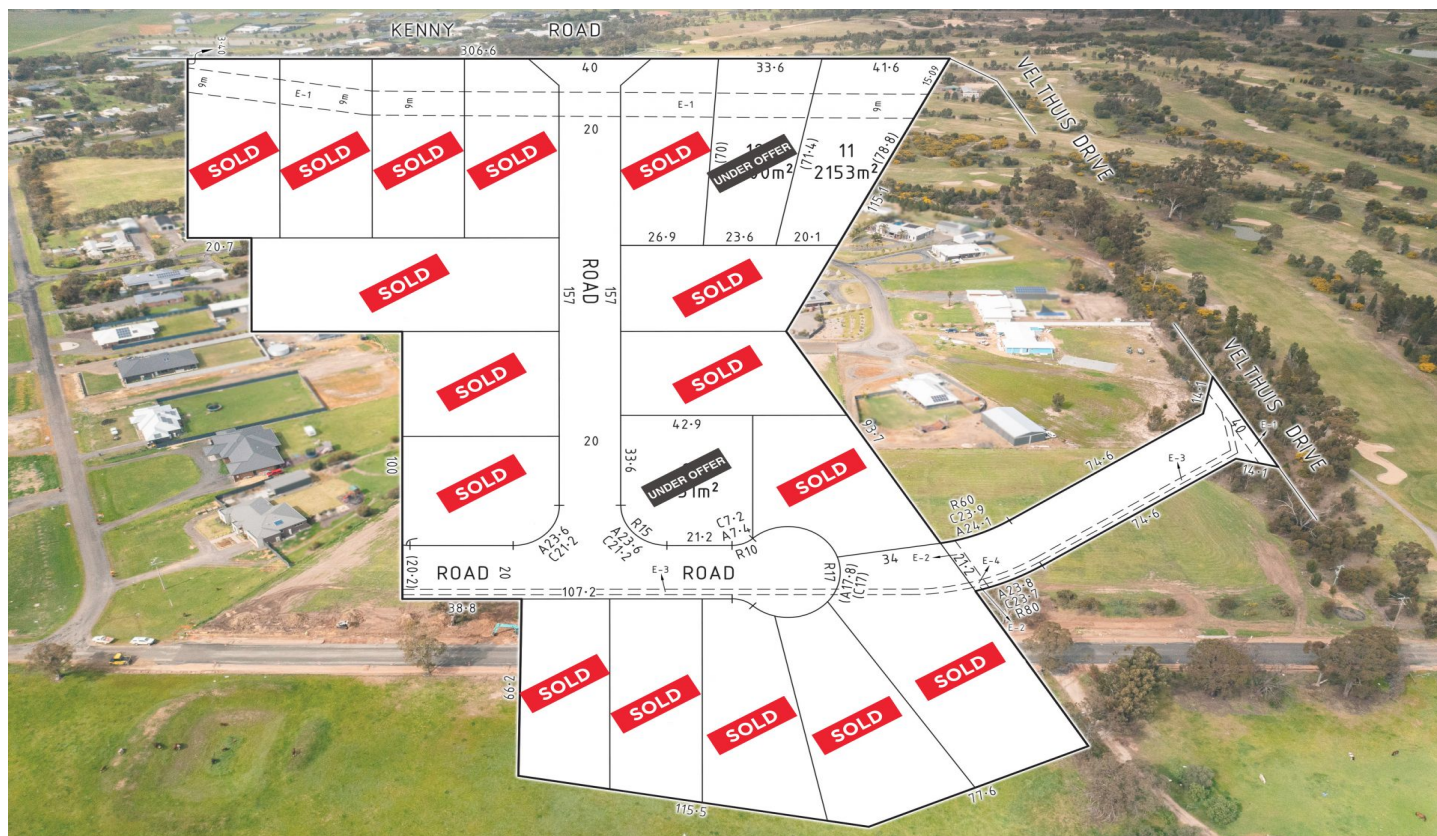 KENNY ROAD
3·40
306·6
40
33·6
41·6
15·09
VELTHUIS DRIVE
9m
E-1
9m
9m
E-1
9m
20
SOLD
SOLD
SOLD
SOLD
SOLD
(70)
UNDER OFFER
(71·4)
11
2153m²
(78·8)
115·1
20·7
26·9
23·6
20·1
SOLD
157
ROAD
157
SOLD
SOLD
SOLD
VELTHUIS DRIVE
14·1
40
E-3
14·1
74·6
E-3
74·6
93·7
42·9
20
33·6
UNDER OFFER
1m²
SOLD
SOLD
100
R60
C23·9
A24·1
A23·6
C21·2
R15
A23·6
C21·2
21·2
C7·2
A7·4
R10
(20·2)
ROAD
20
E-3
ROAD
R17
(A17·8)
(C17)
34
E-2
21·2
E-4
107·2
38·8
A23·8
C23·7
R80
E-2
66·2
SOLD
SOLD
SOLD
SOLD
SOLD
115·5
77·6